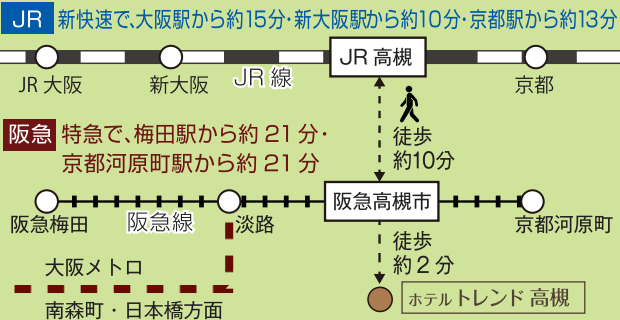 JR 新快速で、大阪駅から約15分・新大阪駅から約10分・京都駅から約13分
JR 高槻
JR 大阪
新大阪
JR 線
京都
阪急 特急で、梅田駅から約 21 分・
京都河原町駅から約 21 分
徒歩
約10分
阪急高槻市
阪急梅田
阪急線
淡路
京都河原町
徒歩
約 2 分
大阪メトロ
南森町・日本橋方面
ホテル トレンド 高槻